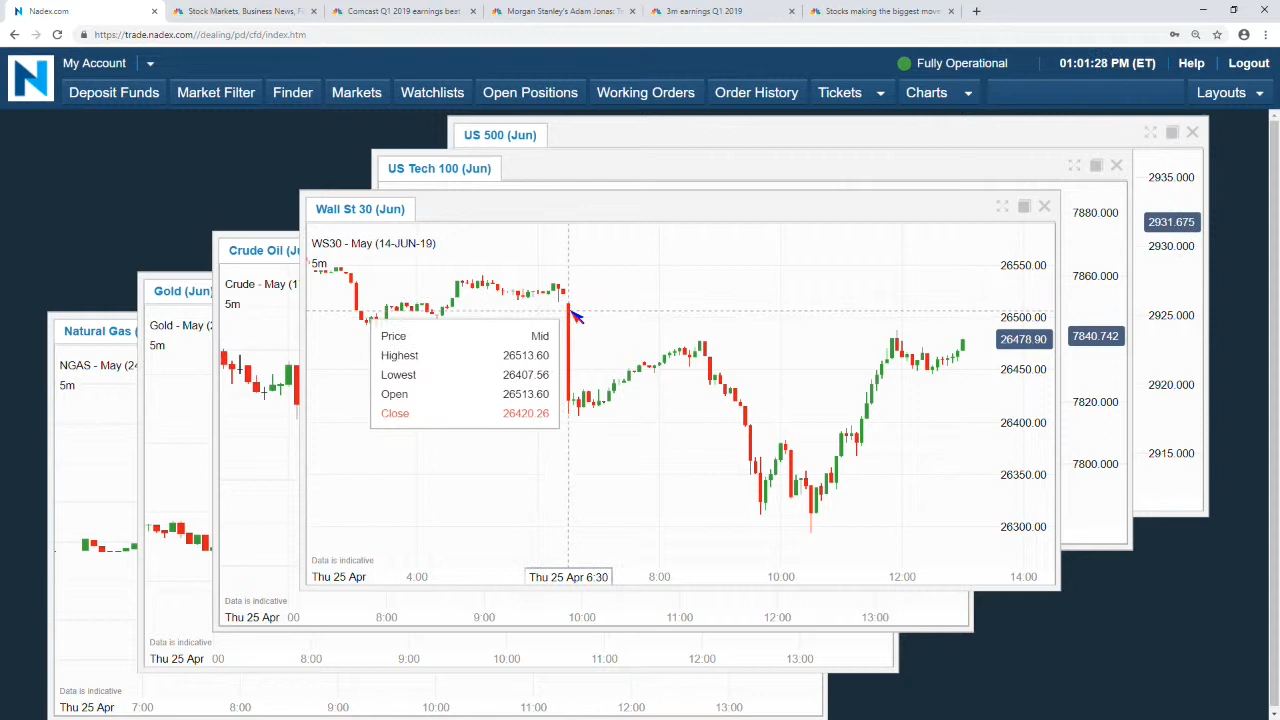 Nadex.com
Stock Markets, Business News, Fi
Comcast Q1 2019 earnings beat
Morgan Stanley's Adam Jonas: Te
3m earnings Q1 2019
Stocks making the biggest move
https://trade.nadex.com//dealing/pd/cfd/index.htm
N
My Account
Fully Operational
01:01:28 PM (ET)
Help
Logout
Deposit Funds
Market Filter
Finder
Markets
Watchlists
Open Positions
Working Orders
Order History
Tickets
Charts
Layouts
US 500 (Jun)
2935.000
2931.675
2930.000
2925.000
2920.000
2915.000
US Tech 100 (Jun)
7880.000
7860.000
7840.742
7820.000
7800.000
Wall St 30 (Jun)
WS30 - May (14-JUN-19)
5m
26550.00
26500.00
26478.90
26450.00
26400.00
26350.00
26300.00
Price Mid
Highest 26513.60
Lowest 26407.56
Open 26513.60
Close 26420.26
Data is indicative
Thu 25 Apr 4:00 Thu 25 Apr 6:30 8:00 10:00 12:00 14:00
Crude Oil (Ju
Crude - May (1
5m
Data is indicative
Thu 25 Apr 00 8:00 9:00 10:00 11:00 12:00 13:00
Gold (Jun)
Gold - May (2
5m
Data is indicative
Thu 25 Apr 00 8:00 9:00 10:00 11:00 12:00 13:00
Natural Gas (
NGAS - May (24
5m
Data is indicative
Thu 25 Apr 7:00 8:00 9:00 10:00 11:00 12:00 13:00